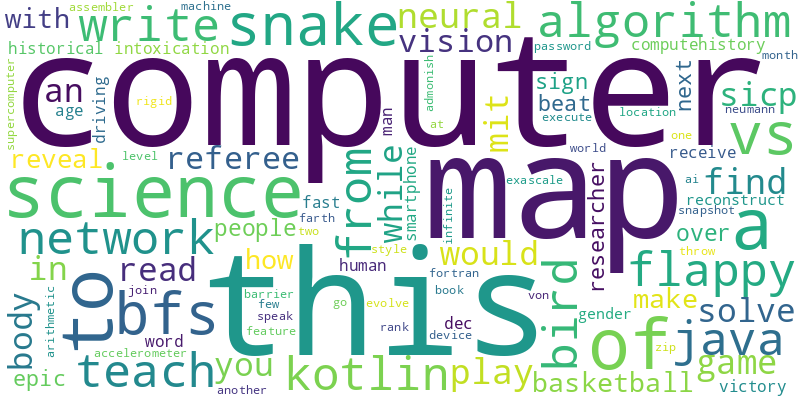 assembler machine
with write snake neural algorithm
historical intoxication vision password computehistory
computer
supercomputer an age driving rigid admonish sign beat next month
execute location neumann sicp
reveal level referee from while man at mit one vs
world receive
science map researcher ai find
exascale reconstruct
fast smartphone infinite snapshot
network people farth two over a
in read how style would throw flappy
to this human fortran bird make
join barrier book gender solve
body arithmetic bfs few go evolve von of java
speak rank dec device
word feature zip
accelerometer teach you kotlin play game
epic another basketball victory